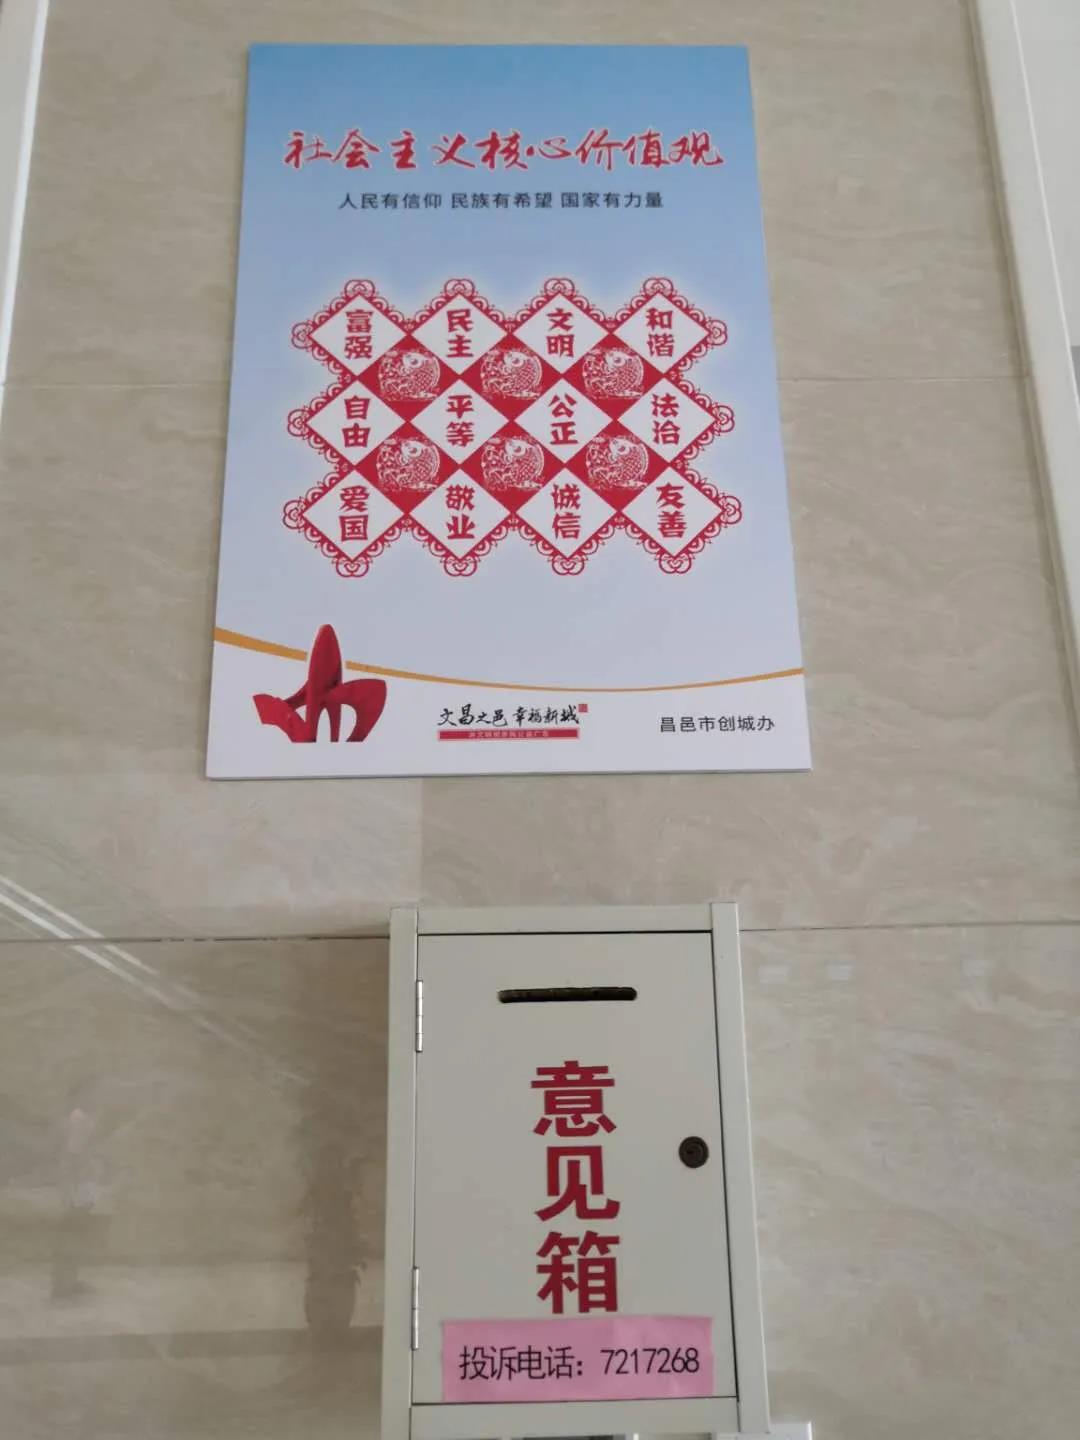 社会主义核心价值观
人民有信仰 民族有希望 国家有力量
富强 民主 文明 和谐
自由 平等 公正 法治
爱国 敬业 诚信 友善
文昌之邑 幸福新城
昌邑市创城办
意见箱
投诉电话：7217268